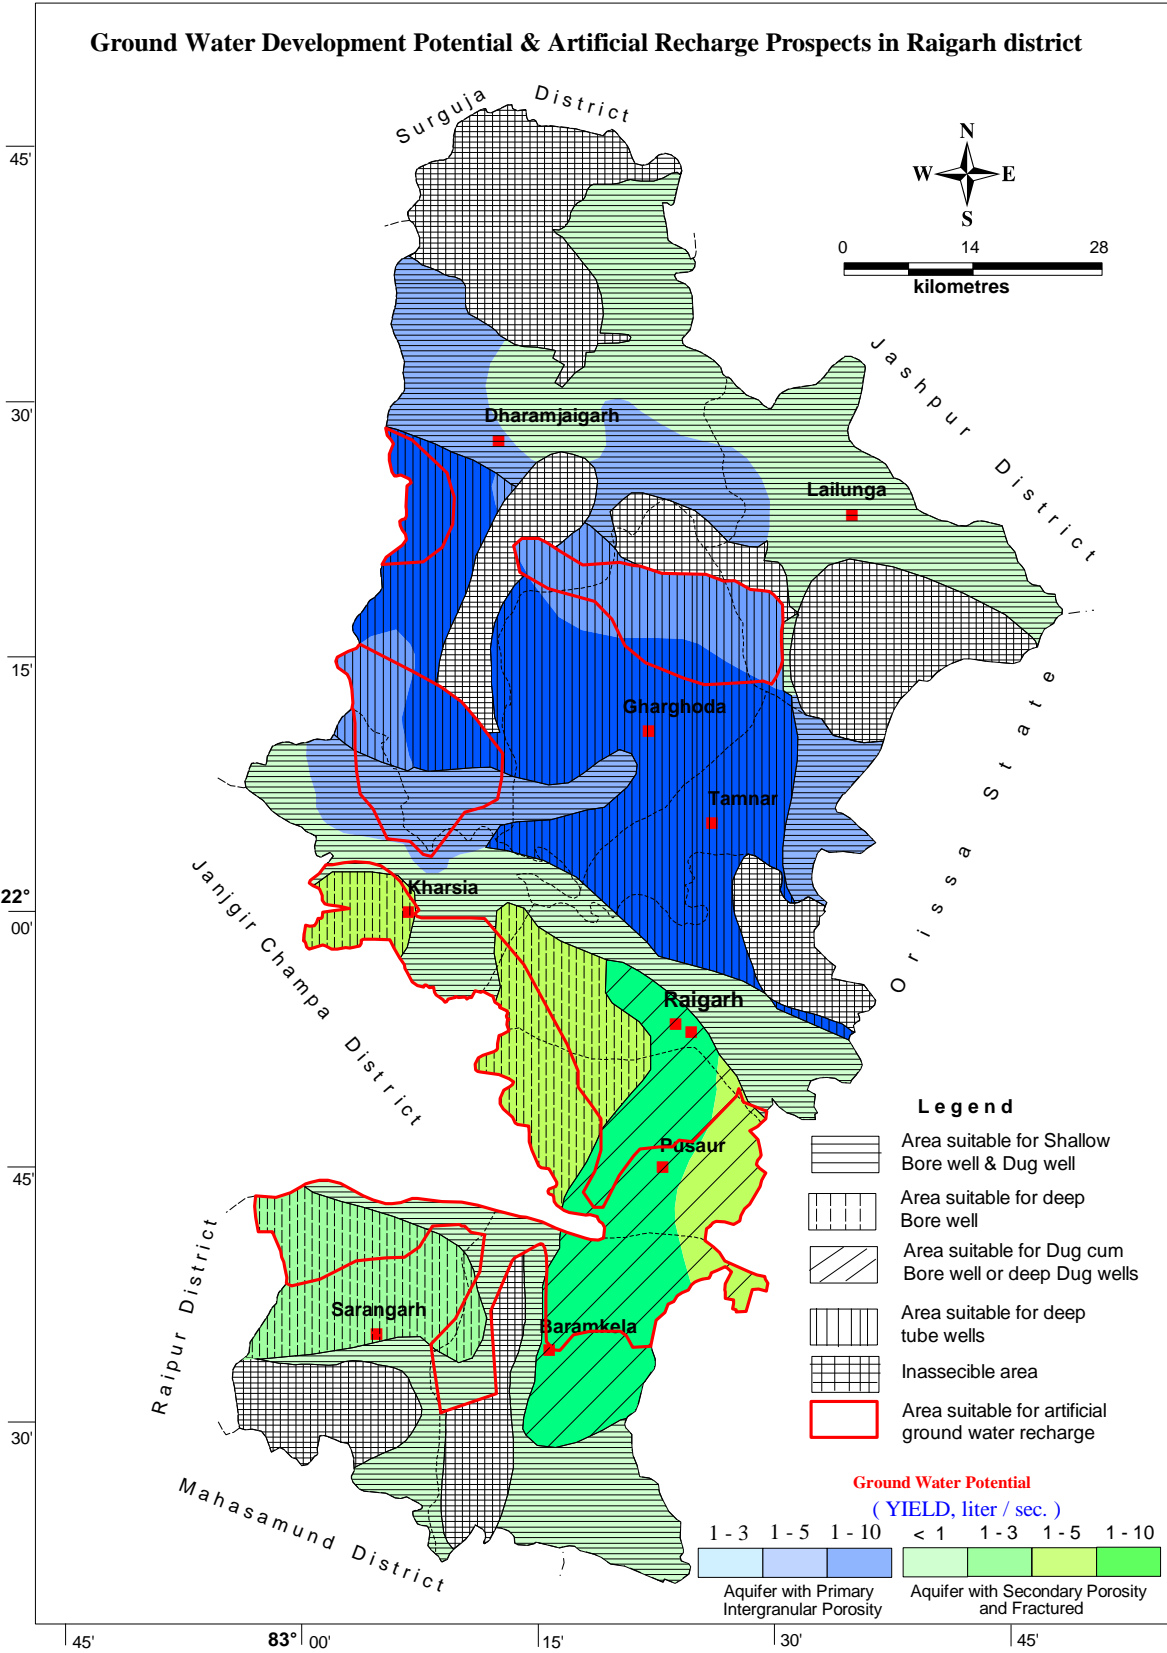 Ground Water Development Potential & Artificial Recharge Prospects in Raigarh district
Surguja District
N
W E
S
0 14 28
kilometres
45'
30'
15'
22°
00'
45'
30'
Jashpur District
Dharamjaigarh
Lailunga
Gharghoda
Tamnar
Orissa State
Kharsia
Janjgir Champa District
Raigarh
Pusaur
Raipur District
Sarangarh
Baramkela
Mahasamund District
Legend
Area suitable for Shallow
Bore well & Dug well
Area suitable for deep
Bore well
Area suitable for Dug cum
Bore well or deep Dug wells
Area suitable for deep
tube wells
Inassecible area
Area suitable for artificial
ground water recharge
Ground Water Potential
( YIELD, liter / sec. )
1 - 3 1 - 5 1 - 10 < 1 1 - 3 1 - 5 1 - 10
Aquifer with Primary
Intergranular Porosity
Aquifer with Secondary Porosity
and Fractured
45' 83° 00' 15' 30' 45'